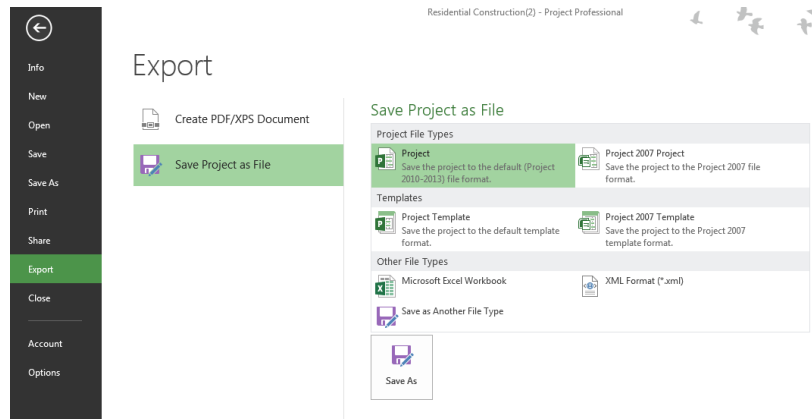 Residential Construction(2) - Project Professional
Info
New
Open
Save
Save As
Print
Share
Export
Close
Account
Options
Export
Create PDF/XPS Document
Save Project as File
Save Project as File
Project File Types
Project
Save the project to the default (Project
2010-2013) file format.
Project 2007 Project
Save the project to the Project 2007 file
format.
Templates
Project Template
Save the project to the default template
format.
Project 2007 Template
Save the project to the Project 2007
template format.
Other File Types
Microsoft Excel Workbook
XML Format (*.xml)
Save as Another File Type
Save As